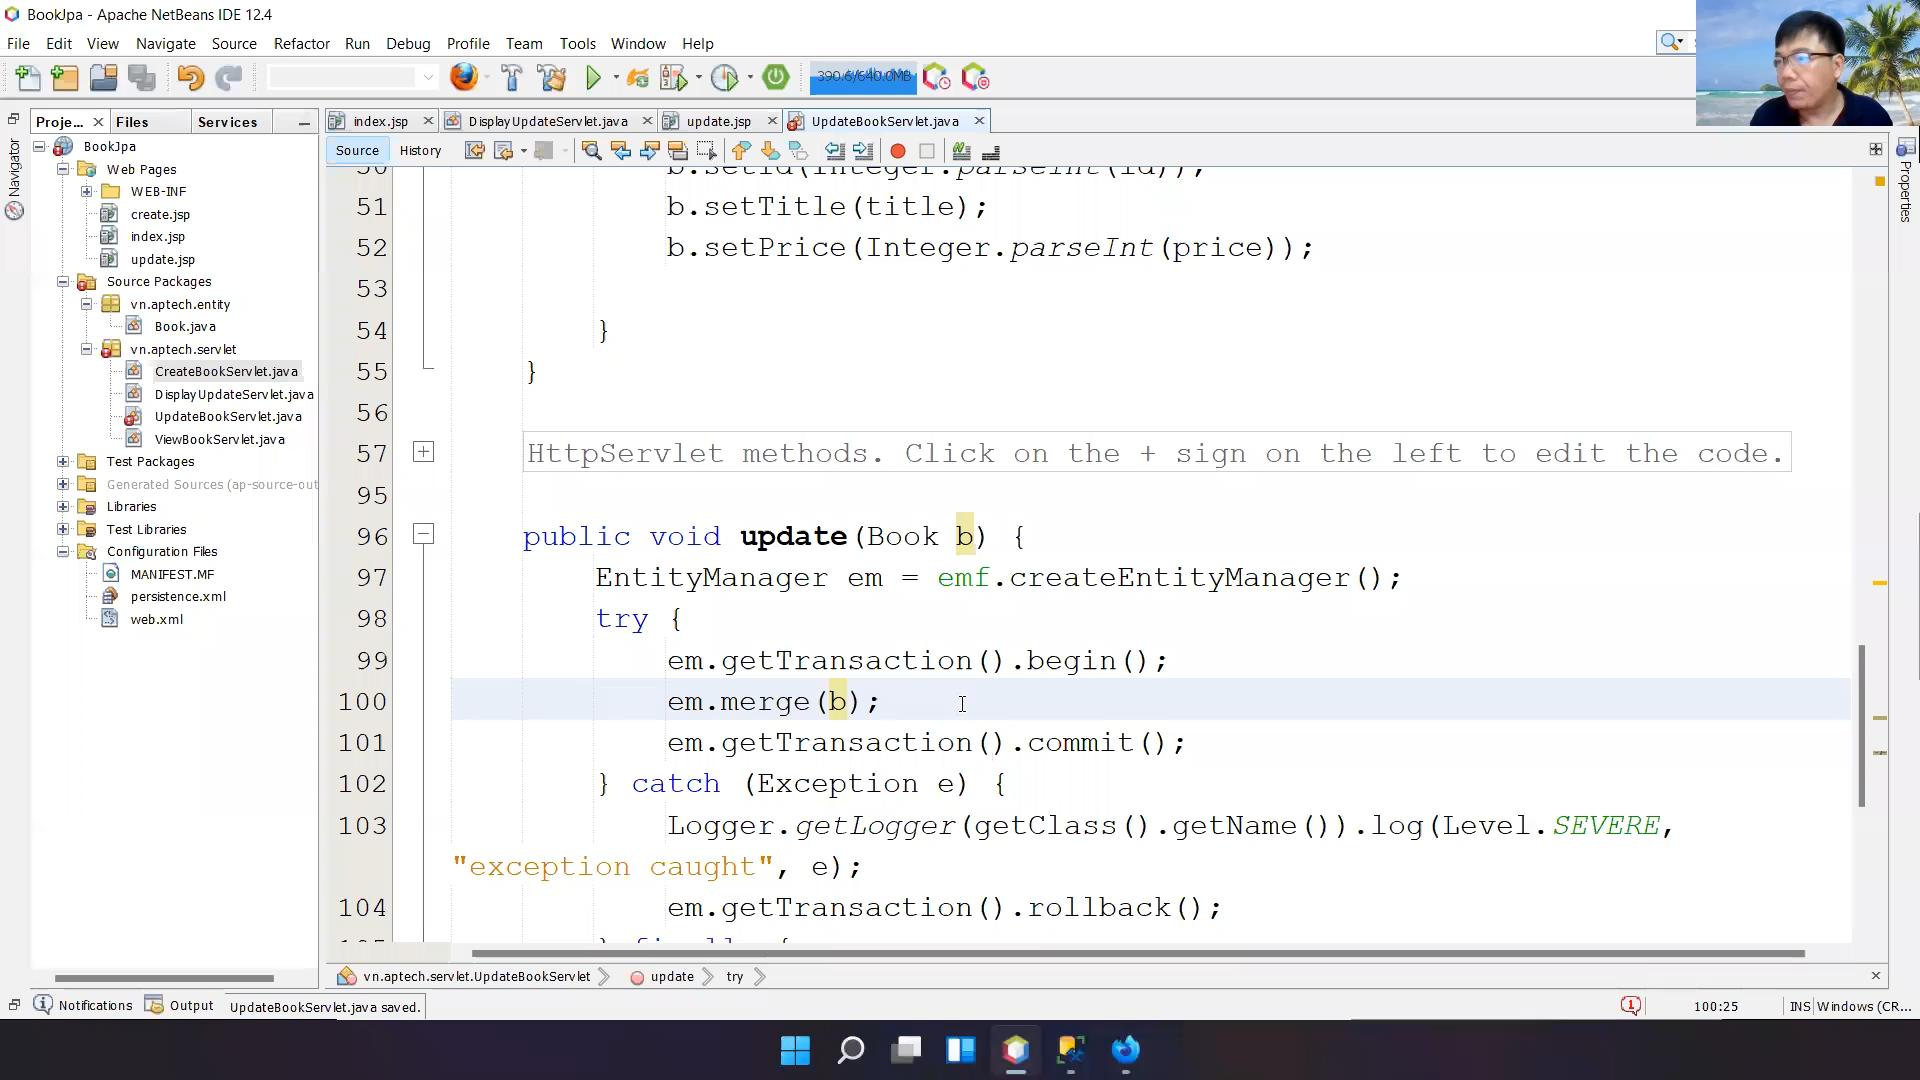 BookJpa - Apache NetBeans IDE 12.4
File Edit View Navigate Source Refactor Run Debug Profile Team Tools Window Help
390.6/640.0MB
Proje... Files Services
index.jsp DisplayUpdateServlet.java update.jsp UpdateBookServlet.java
Source History
Navigator
Properties
BookJpa
Web Pages
WEB-INF
create.jsp
index.jsp
update.jsp
Source Packages
vn.aptech.entity
Book.java
vn.aptech.servlet
CreateBookServlet.java
DisplayUpdateServlet.java
UpdateBookServlet.java
ViewBookServlet.java
Test Packages
Generated Sources (ap-source-out
Libraries
Test Libraries
Configuration Files
MANIFEST.MF
persistence.xml
web.xml
50 b.setId(Integer.parseInt(id));
51 b.setTitle(title);
52 b.setPrice(Integer.parseInt(price));
53
54 }
55 }
56
57 HttpServlet methods. Click on the + sign on the left to edit the code.
95
96 public void update(Book b) {
97 EntityManager em = emf.createEntityManager();
98 try {
99 em.getTransaction().begin();
100 em.merge(b);
101 em.getTransaction().commit();
102 } catch (Exception e) {
103 Logger.getLogger(getClass().getName()).log(Level.SEVERE,
"exception caught", e);
104 em.getTransaction().rollback();
105 } finally {
vn.aptech.servlet.UpdateBookServlet update try
Notifications Output UpdateBookServlet.java saved. 100:25 INS Windows (CR...